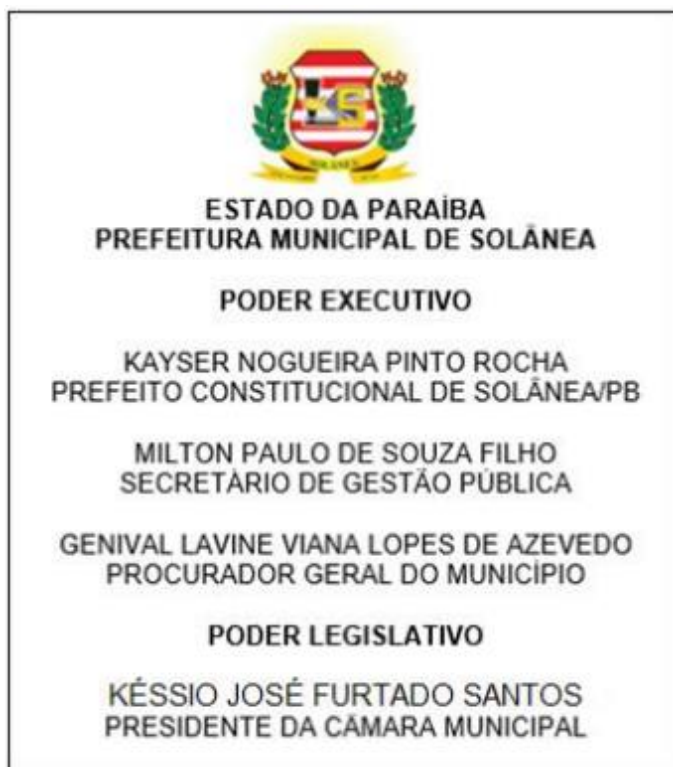 SOLÂNEA
ESTADO DA PARAÍBA
PREFEITURA MUNICIPAL DE SOLÂNEA
PODER EXECUTIVO
KAYSER NOGUEIRA PINTO ROCHA
PREFEITO CONSTITUCIONAL DE SOLÂNEA/PB
MILTON PAULO DE SOUZA FILHO
SECRETÁRIO DE GESTÃO PÚBLICA
GENIVAL LAVINE VIANA LOPES DE AZEVEDO
PROCURADOR GERAL DO MUNICÍPIO
PODER LEGISLATIVO
KÉSSIO JOSÉ FURTADO SANTOS
PRESIDENTE DA CÂMARA MUNICIPAL